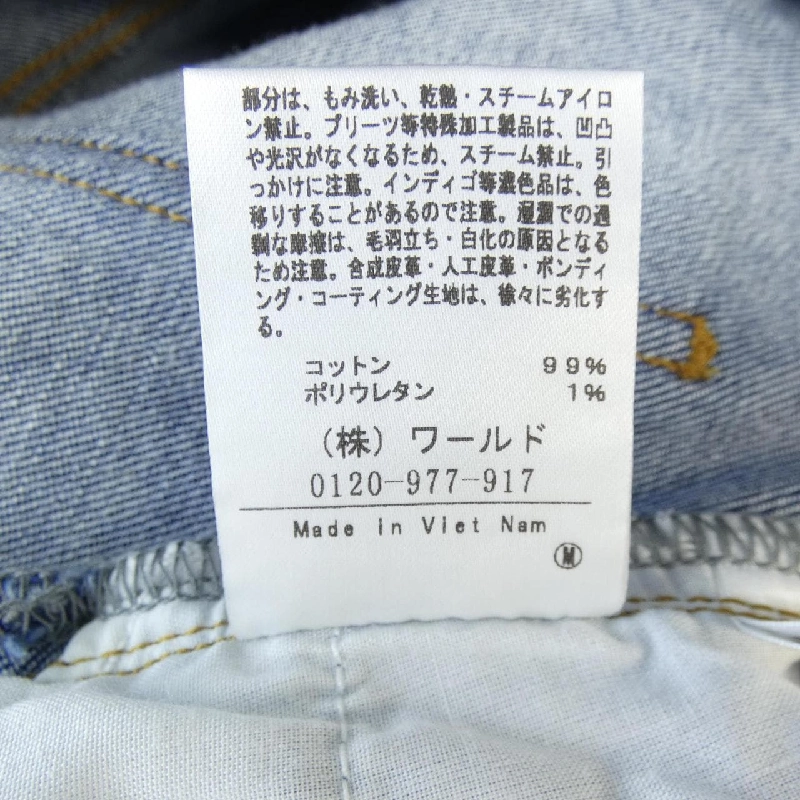 部分は、もみ洗い、乾熱・スチームアイロ
ン禁止。プリーツ等特殊加工製品は、凹凸
や光沢がなくなるため、スチーム禁止。引
っかけに注意。インディゴ等濃色品は、色
移りすることがあるので注意。湿潤での過
剰な摩擦は、毛羽立ち・白化の原因となる
ため注意。合成皮革・人工皮革・ボンディ
ング・コーティング生地は、徐々に劣化す
る。
コットン 99%
ポリウレタン 1%
(株) ワールド
0120-977-917
Made in Viet Nam
Ⓜ